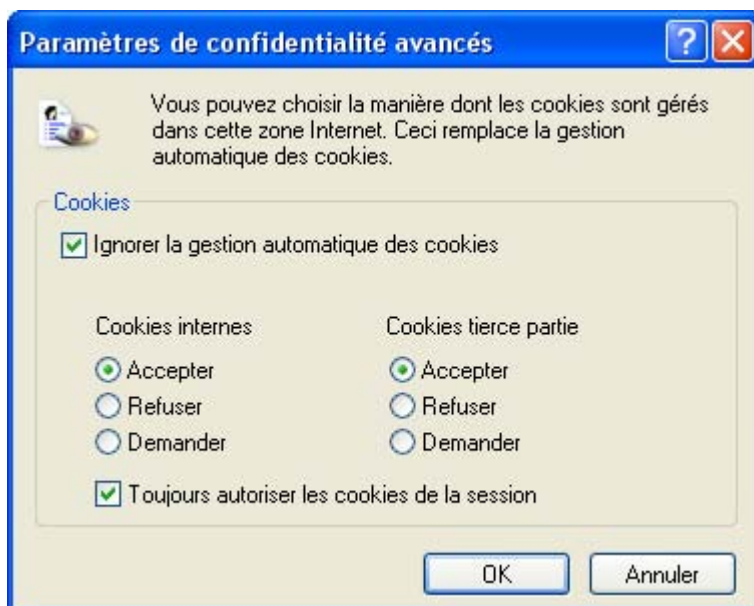 Paramètres de confidentialité avancés
Vous pouvez choisir la manière dont les cookies sont gérés
dans cette zone Internet. Ceci remplace la gestion
automatique des cookies.
Cookies
Ignorer la gestion automatique des cookies
Cookies internes Cookies tierce partie
Accepter Accepter
Refuser Refuser
Demander Demander
Toujours autoriser les cookies de la session
OK Annuler